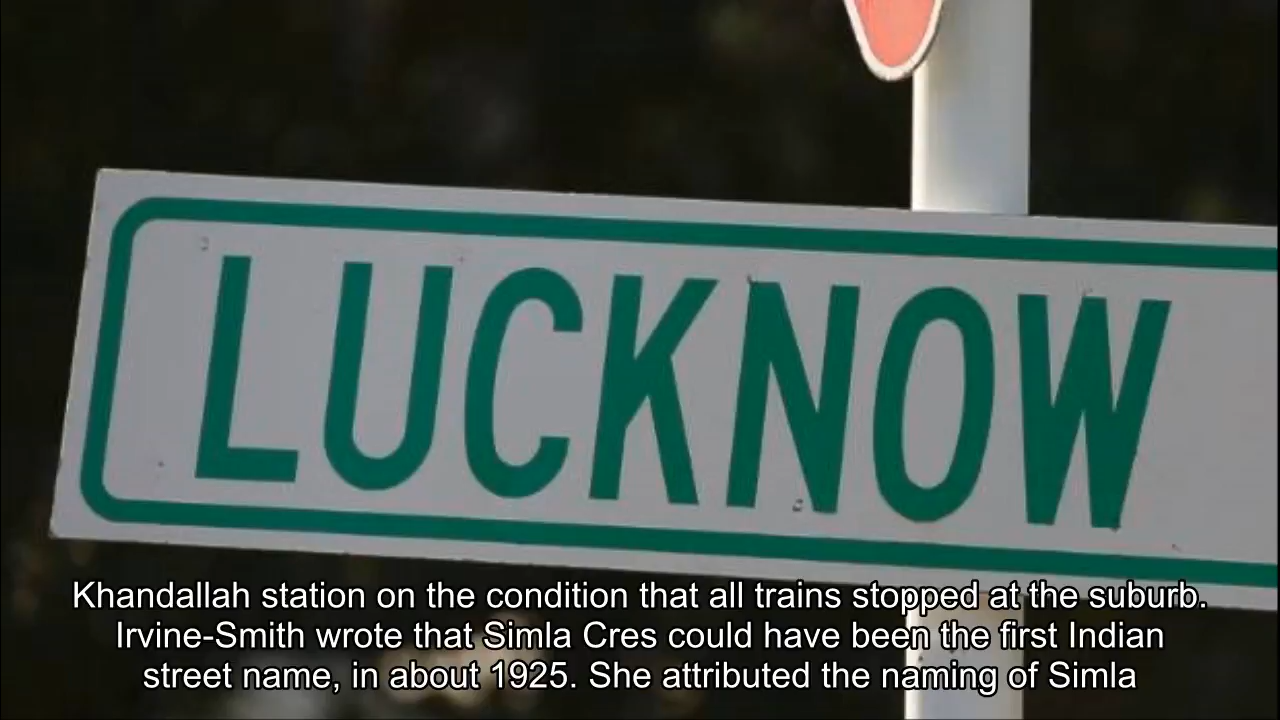 LUCKNOW
Khandallah station on the condition that all trains stopped at the suburb.
Irvine-Smith wrote that Simla Cres could have been the first Indian
street name, in about 1925. She attributed the naming of Simla